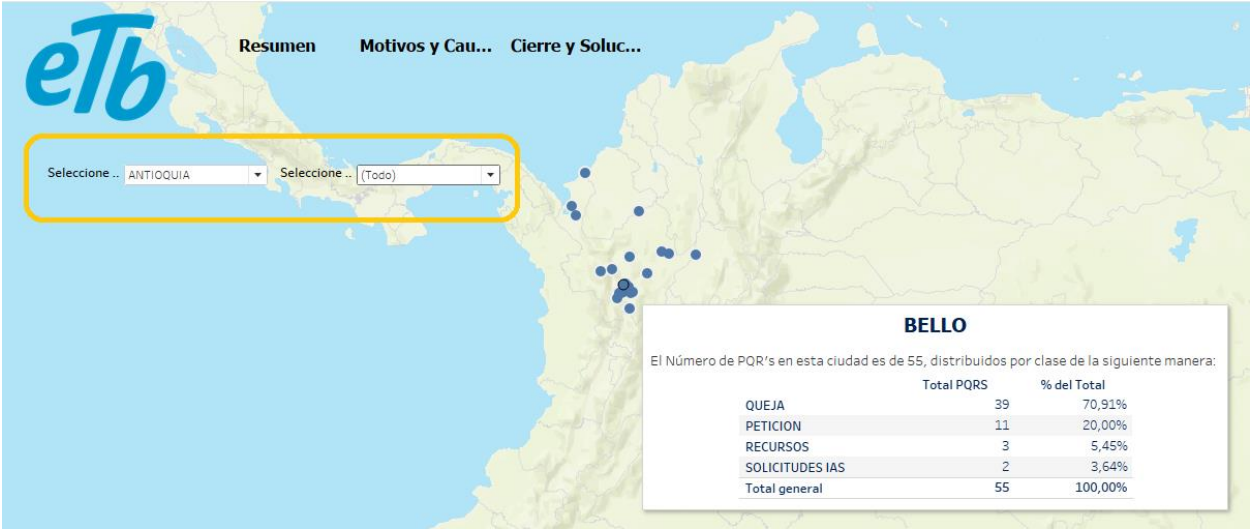 eTb
Resumen Motivos y Cau... Cierre y Soluc...
Seleccione .. ANTIOQUIA Seleccione .. (Todo)
BELLO
El Número de PQR's en esta ciudad es de 55, distribuidos por clase de la siguiente manera:
Total PQRS % del Total
QUEJA 39 70,91%
PETICION 11 20,00%
RECURSOS 3 5,45%
SOLICITUDES IAS 2 3,64%
Total general 55 100,00%